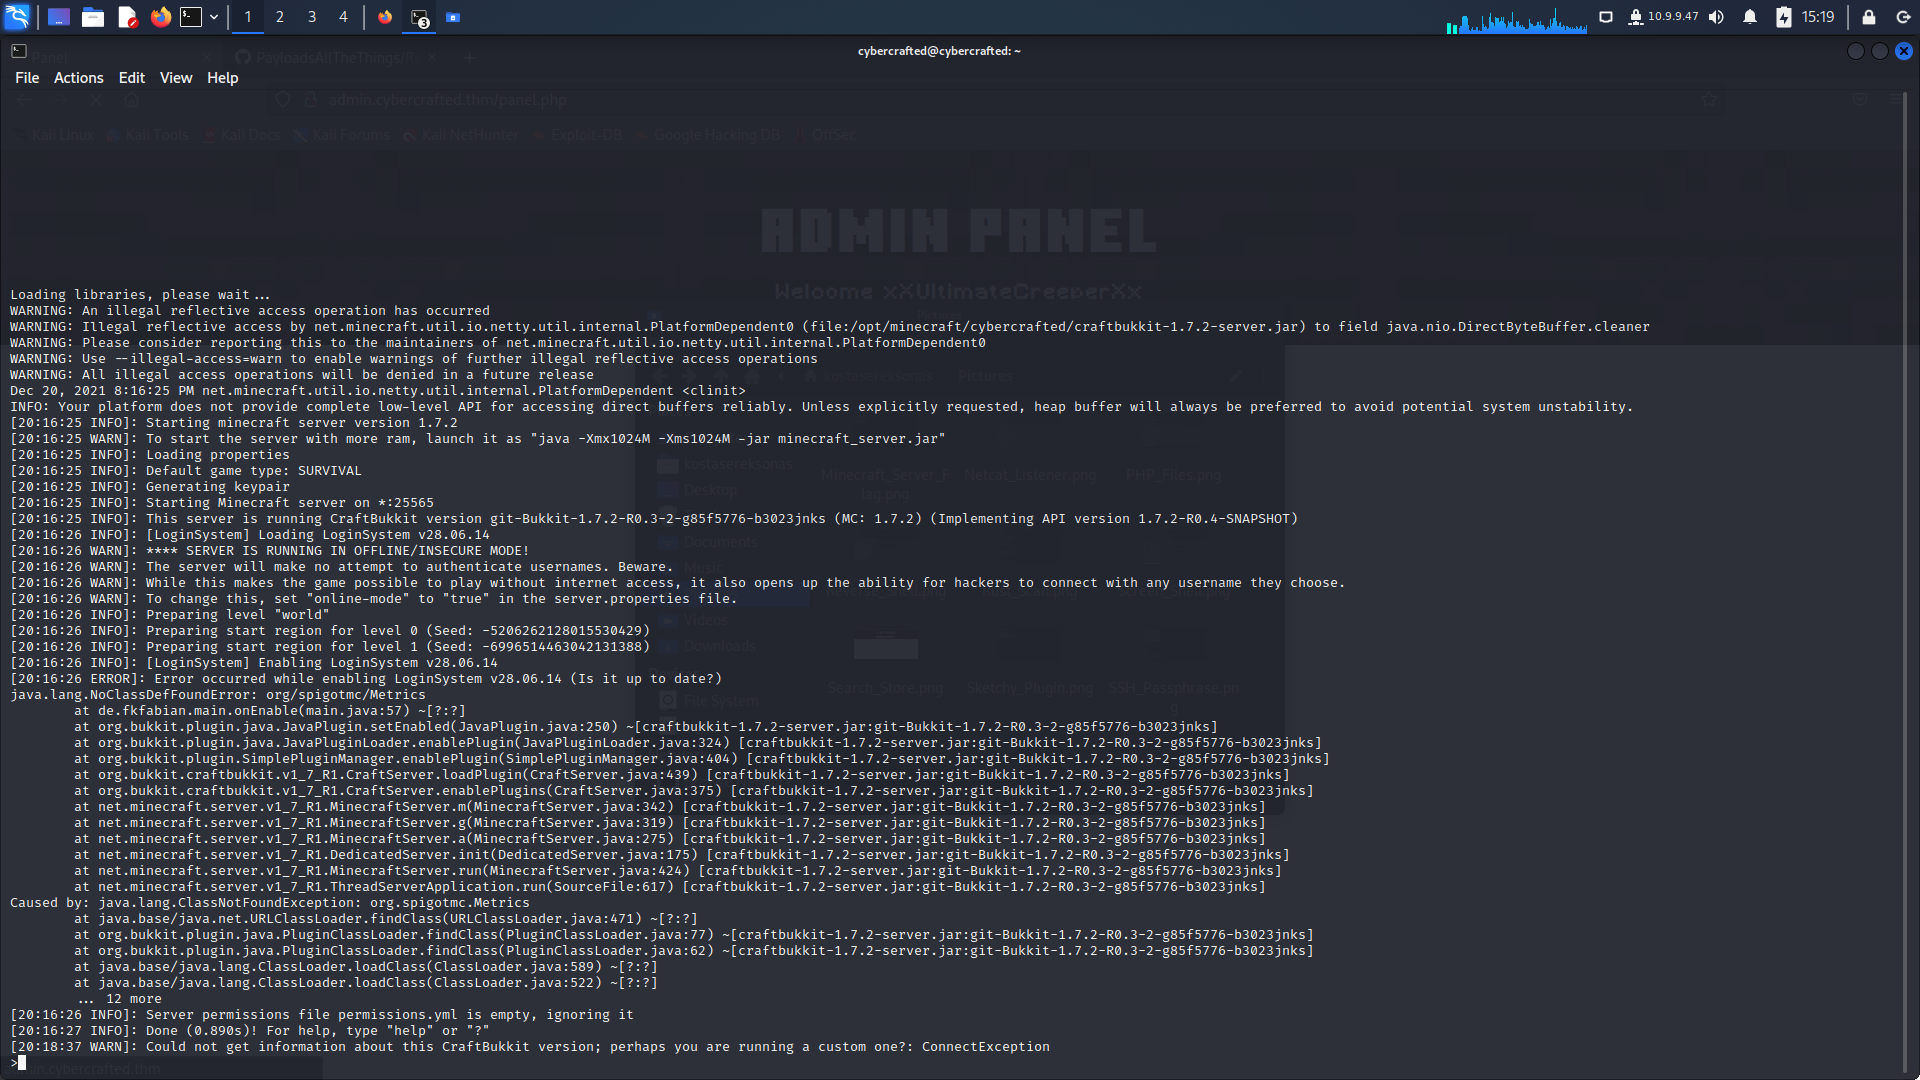 1 2 3 4
3
10.9.9.47
15:19
cybercrafted@cybercrafted: ~
Panel
PayloadsAllTheThings/R
File Actions Edit View Help
admin.cybercrafted.thm/panel.php
Kali Linux Kali Tools Kali Docs Kali Forums Kali NetHunter Exploit-DB Google Hacking DB OffSec
ADMIN PANEL
Welcome xXUltimateCreeperXx
Loading libraries, please wait...
WARNING: An illegal reflective access operation has occurred
WARNING: Illegal reflective access by net.minecraft.util.io.netty.util.internal.PlatformDependent0 (file:/opt/minecraft/cybercrafted/craftbukkit-1.7.2-server.jar) to field java.nio.DirectByteBuffer.cleaner
WARNING: Please consider reporting this to the maintainers of net.minecraft.util.io.netty.util.internal.PlatformDependent0
WARNING: Use --illegal-access=warn to enable warnings of further illegal reflective access operations
WARNING: All illegal access operations will be denied in a future release
Dec 20, 2021 8:16:25 PM net.minecraft.util.io.netty.util.internal.PlatformDependent <clinit>
INFO: Your platform does not provide complete low-level API for accessing direct buffers reliably. Unless explicitly requested, heap buffer will always be preferred to avoid potential system unstability.
[20:16:25 INFO]: Starting minecraft server version 1.7.2
[20:16:25 WARN]: To start the server with more ram, launch it as "java -Xmx1024M -Xms1024M -jar minecraft_server.jar"
[20:16:25 INFO]: Loading properties
[20:16:25 INFO]: Default game type: SURVIVAL
[20:16:25 INFO]: Generating keypair
[20:16:25 INFO]: Starting Minecraft server on *:25565
[20:16:25 INFO]: This server is running CraftBukkit version git-Bukkit-1.7.2-R0.3-2-g85f5776-b3023jnks (MC: 1.7.2) (Implementing API version 1.7.2-R0.4-SNAPSHOT)
[20:16:26 INFO]: [LoginSystem] Loading LoginSystem v28.06.14
[20:16:26 WARN]: **** SERVER IS RUNNING IN OFFLINE/INSECURE MODE!
[20:16:26 WARN]: The server will make no attempt to authenticate usernames. Beware.
[20:16:26 WARN]: While this makes the game possible to play without internet access, it also opens up the ability for hackers to connect with any username they choose.
[20:16:26 WARN]: To change this, set "online-mode" to "true" in the server.properties file.
[20:16:26 INFO]: Preparing level "world"
[20:16:26 INFO]: Preparing start region for level 0 (Seed: -5206262128015530429)
[20:16:26 INFO]: Preparing start region for level 1 (Seed: -6996514463042131388)
[20:16:26 INFO]: [LoginSystem] Enabling LoginSystem v28.06.14
[20:16:26 ERROR]: Error occurred while enabling LoginSystem v28.06.14 (Is it up to date?)
java.lang.NoClassDefFoundError: org/spigotmc/Metrics
at de.fkfabian.main.onEnable(main.java:57) ~[?:?]
at org.bukkit.plugin.java.JavaPlugin.setEnabled(JavaPlugin.java:250) ~[craftbukkit-1.7.2-server.jar:git-Bukkit-1.7.2-R0.3-2-g85f5776-b3023jnks]
at org.bukkit.plugin.java.JavaPluginLoader.enablePlugin(JavaPluginLoader.java:324) [craftbukkit-1.7.2-server.jar:git-Bukkit-1.7.2-R0.3-2-g85f5776-b3023jnks]
at org.bukkit.plugin.SimplePluginManager.enablePlugin(SimplePluginManager.java:404) [craftbukkit-1.7.2-server.jar:git-Bukkit-1.7.2-R0.3-2-g85f5776-b3023jnks]
at org.bukkit.craftbukkit.v1_7_R1.CraftServer.loadPlugin(CraftServer.java:439) [craftbukkit-1.7.2-server.jar:git-Bukkit-1.7.2-R0.3-2-g85f5776-b3023jnks]
at org.bukkit.craftbukkit.v1_7_R1.CraftServer.enablePlugins(CraftServer.java:375) [craftbukkit-1.7.2-server.jar:git-Bukkit-1.7.2-R0.3-2-g85f5776-b3023jnks]
at net.minecraft.server.v1_7_R1.MinecraftServer.m(MinecraftServer.java:342) [craftbukkit-1.7.2-server.jar:git-Bukkit-1.7.2-R0.3-2-g85f5776-b3023jnks]
at net.minecraft.server.v1_7_R1.MinecraftServer.g(MinecraftServer.java:319) [craftbukkit-1.7.2-server.jar:git-Bukkit-1.7.2-R0.3-2-g85f5776-b3023jnks]
at net.minecraft.server.v1_7_R1.MinecraftServer.a(MinecraftServer.java:275) [craftbukkit-1.7.2-server.jar:git-Bukkit-1.7.2-R0.3-2-g85f5776-b3023jnks]
at net.minecraft.server.v1_7_R1.DedicatedServer.init(DedicatedServer.java:175) [craftbukkit-1.7.2-server.jar:git-Bukkit-1.7.2-R0.3-2-g85f5776-b3023jnks]
at net.minecraft.server.v1_7_R1.MinecraftServer.run(MinecraftServer.java:424) [craftbukkit-1.7.2-server.jar:git-Bukkit-1.7.2-R0.3-2-g85f5776-b3023jnks]
at net.minecraft.server.v1_7_R1.ThreadServerApplication.run(SourceFile:617) [craftbukkit-1.7.2-server.jar:git-Bukkit-1.7.2-R0.3-2-g85f5776-b3023jnks]
Caused by: java.lang.ClassNotFoundException: org.spigotmc.Metrics
at java.base/java.net.URLClassLoader.findClass(URLClassLoader.java:471) ~[?:?]
at org.bukkit.plugin.java.PluginClassLoader.findClass(PluginClassLoader.java:77) ~[craftbukkit-1.7.2-server.jar:git-Bukkit-1.7.2-R0.3-2-g85f5776-b3023jnks]
at org.bukkit.plugin.java.PluginClassLoader.findClass(PluginClassLoader.java:62) ~[craftbukkit-1.7.2-server.jar:git-Bukkit-1.7.2-R0.3-2-g85f5776-b3023jnks]
at java.base/java.lang.ClassLoader.loadClass(ClassLoader.java:589) ~[?:?]
at java.base/java.lang.ClassLoader.loadClass(ClassLoader.java:522) ~[?:?]
... 12 more
[20:16:26 INFO]: Server permissions file permissions.yml is empty, ignoring it
[20:16:27 INFO]: Done (0.890s)! For help, type "help" or "?"
[20:18:37 WARN]: Could not get information about this CraftBukkit version; perhaps you are running a custom one?: ConnectException
>